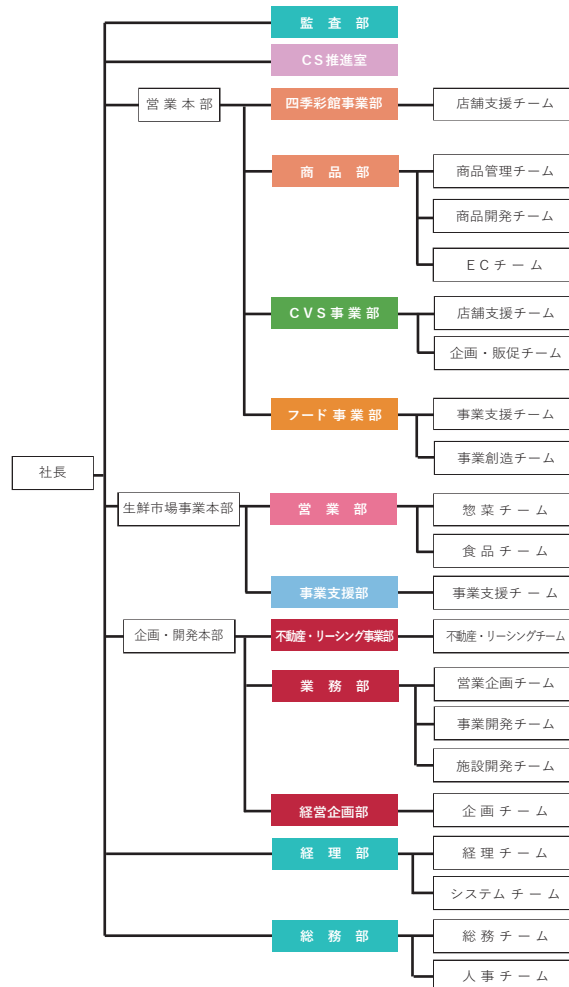 監査部
CS推進室
営業本部
四季彩館事業部
店舗支援チーム
商品部
商品管理チーム
商品開発チーム
ECチーム
CVS事業部
店舗支援チーム
企画・販促チーム
フード事業部
事業支援チーム
事業創造チーム
社長
生鮮市場事業本部
営業部
惣菜チーム
食品チーム
事業支援部
事業支援チーム
企画・開発本部
不動産・リーシング事業部
不動産・リーシングチーム
業務部
営業企画チーム
事業開発チーム
施設開発チーム
経営企画部
企画チーム
経理部
経理チーム
システムチーム
総務部
総務チーム
人事チーム